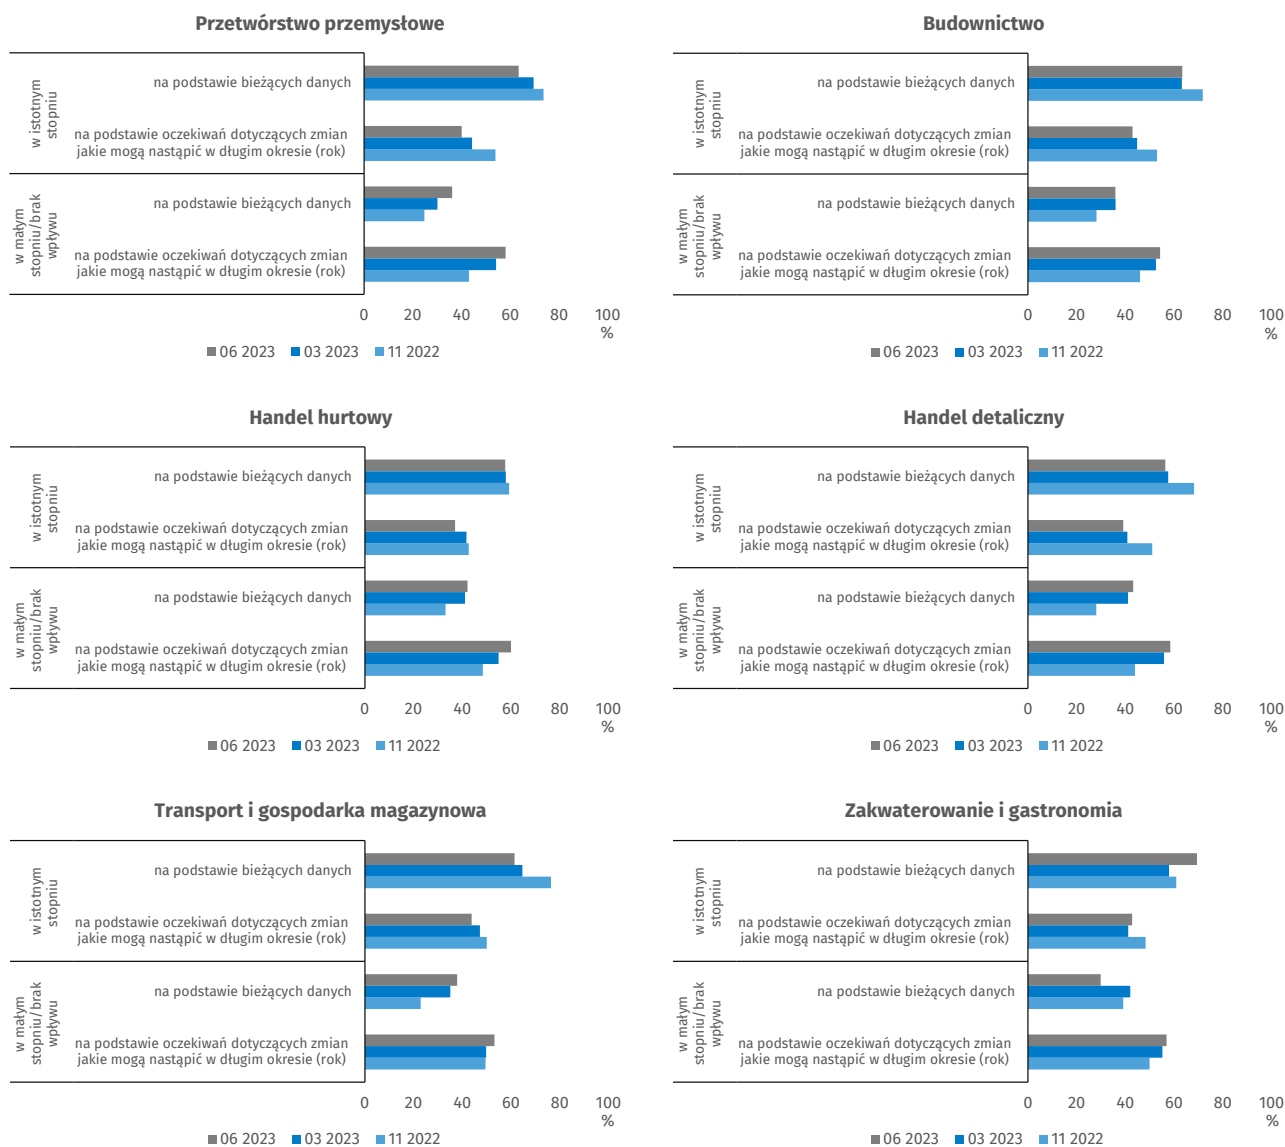 Przetwórstwo przemysłowe
w istotnym
stopniu
na podstawie bieżących danych
na podstawie oczekiwań dotyczących zmian
jakie mogą nastąpić w długim okresie (rok)
w małym
stopniu/brak
wpływu
na podstawie bieżących danych
na podstawie oczekiwań dotyczących zmian
jakie mogą nastąpić w długim okresie (rok)
0 20 40 60 80 100
%
06 2023 03 2023 11 2022
Budownictwo
w istotnym
stopniu
na podstawie bieżących danych
na podstawie oczekiwań dotyczących zmian
jakie mogą nastąpić w długim okresie (rok)
w małym
stopniu/brak
wpływu
na podstawie bieżących danych
na podstawie oczekiwań dotyczących zmian
jakie mogą nastąpić w długim okresie (rok)
0 20 40 60 80 100
%
06 2023 03 2023 11 2022
Handel hurtowy
w istotnym
stopniu
na podstawie bieżących danych
na podstawie oczekiwań dotyczących zmian
jakie mogą nastąpić w długim okresie (rok)
w małym
stopniu/brak
wpływu
na podstawie bieżących danych
na podstawie oczekiwań dotyczących zmian
jakie mogą nastąpić w długim okresie (rok)
0 20 40 60 80 100
%
06 2023 03 2023 11 2022
Handel detaliczny
w istotnym
stopniu
na podstawie bieżących danych
na podstawie oczekiwań dotyczących zmian
jakie mogą nastąpić w długim okresie (rok)
w małym
stopniu/brak
wpływu
na podstawie bieżących danych
na podstawie oczekiwań dotyczących zmian
jakie mogą nastąpić w długim okresie (rok)
0 20 40 60 80 100
%
06 2023 03 2023 11 2022
Transport i gospodarka magazynowa
w istotnym
stopniu
na podstawie bieżących danych
na podstawie oczekiwań dotyczących zmian
jakie mogą nastąpić w długim okresie (rok)
w małym
stopniu/brak
wpływu
na podstawie bieżących danych
na podstawie oczekiwań dotyczących zmian
jakie mogą nastąpić w długim okresie (rok)
0 20 40 60 80 100
%
06 2023 03 2023 11 2022
Zakwaterowanie i gastronomia
w istotnym
stopniu
na podstawie bieżących danych
na podstawie oczekiwań dotyczących zmian
jakie mogą nastąpić w długim okresie (rok)
w małym
stopniu/brak
wpływu
na podstawie bieżących danych
na podstawie oczekiwań dotyczących zmian
jakie mogą nastąpić w długim okresie (rok)
0 20 40 60 80 100
%
06 2023 03 2023 11 2022